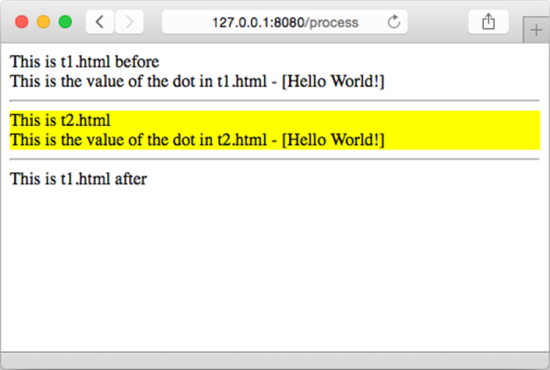 127.0.0.1:8080/process
This is t1.html before
This is the value of the dot in t1.html - [Hello World!]
This is t2.html
This is the value of the dot in t2.html - [Hello World!]
This is t1.html after